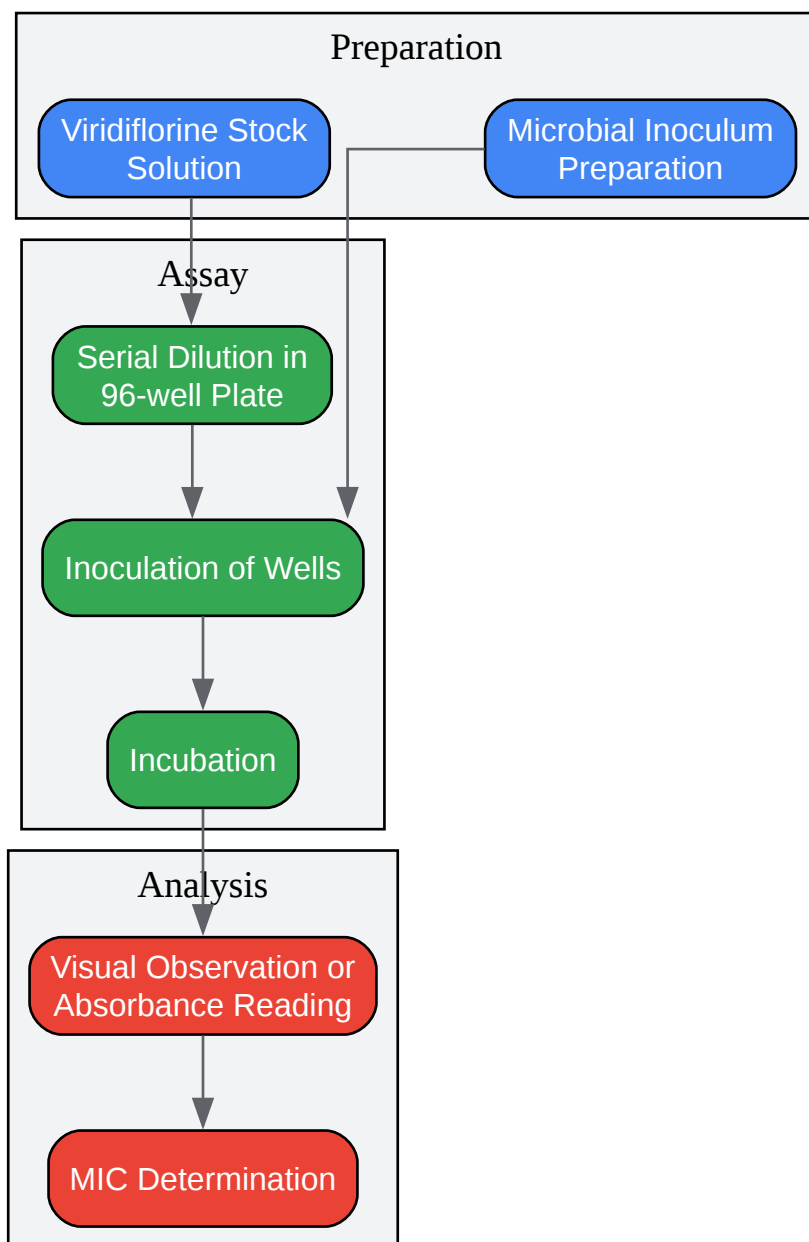 Preparation
Viridiflorine Stock
Solution
Microbial Inoculum
Preparation
Assay
Serial Dilution in
96-well Plate
Inoculation of Wells
Incubation
Analysis
Visual Observation or
Absorbance Reading
MIC Determination